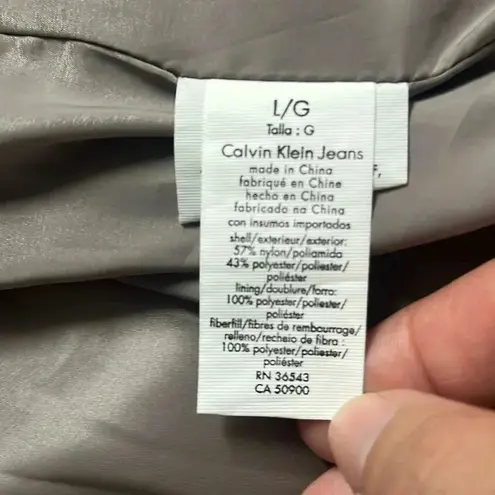 L/G
Talla : G
Calvin Klein Jeans
made in China
fabriqué en Chine
hecho en China
fabricado na China
con insumos importados
shell/exterieur/exterior:
57% nylon/poliamida
43% polyester/poliester/
poliéster
lining/doublure/forro:
100% polyester/poliester/
poliéster
fiberfill/fibres de rembourrage/
relleno/recheio de fibra :
100% polyester/poliester/
poliéster
RN 36543
CA 50900